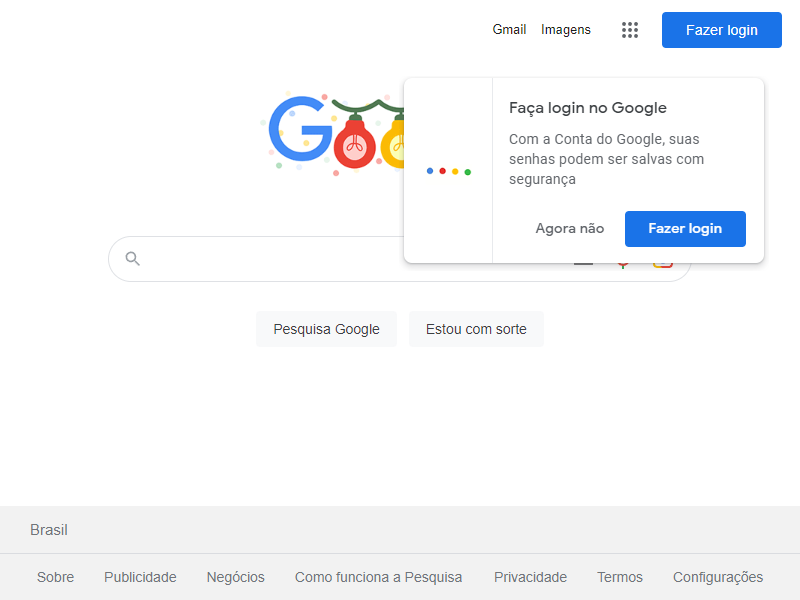 Gmail Imagens Fazer login
Faça login no Google
Com a Conta do Google, suas
senhas podem ser salvas com
segurança
Agora não Fazer login
Pesquisa Google Estou com sorte
Brasil
Sobre Publicidade Negócios Como funciona a Pesquisa Privacidade Termos Configurações